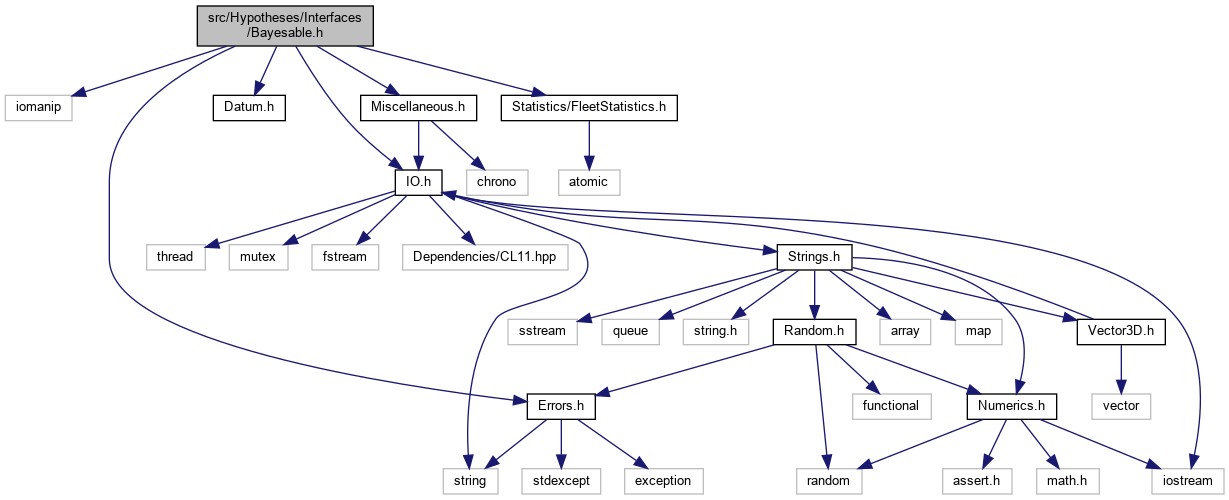 src/Hypotheses/Interfaces
/Bayesable.h
iomanip
Datum.h
Miscellaneous.h
Statistics/FleetStatistics.h
IO.h
chrono
atomic
thread
mutex
fstream
Dependencies/CL11.hpp
Strings.h
sstream
queue
string.h
Random.h
array
map
Vector3D.h
Errors.h
functional
Numerics.h
vector
string
stdexcept
exception
random
assert.h
math.h
iostream